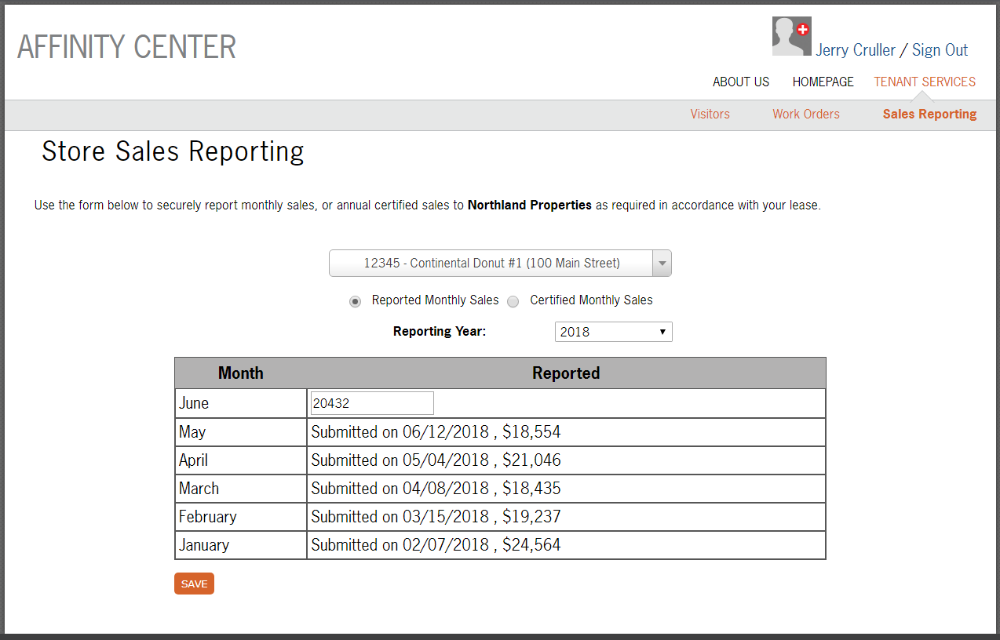 AFFINITY CENTER
Jerry Cruller / Sign Out
ABOUT US HOMEPAGE TENANT SERVICES
Visitors Work Orders Sales Reporting
Store Sales Reporting
Use the form below to securely report monthly sales, or annual certified sales to Northland Properties as required in accordance with your lease.
12345 - Continental Donut #1 (100 Main Street)
Reported Monthly Sales Certified Monthly Sales
Reporting Year: 2018
Month Reported
June 20432
May Submitted on 06/12/2018 , $18,554
April Submitted on 05/04/2018 , $21,046
March Submitted on 04/08/2018 , $18,435
February Submitted on 03/15/2018 , $19,237
January Submitted on 02/07/2018 , $24,564
SAVE